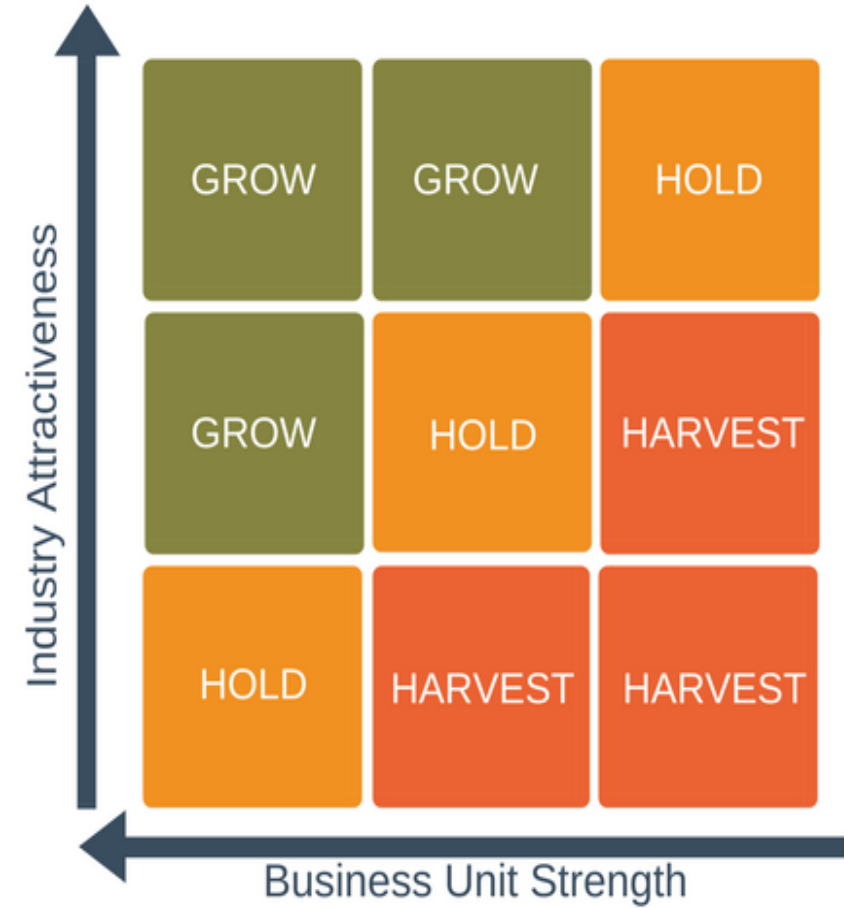 GROW GROW HOLD
Industry Attractiveness
GROW HOLD HARVEST
HOLD HARVEST HARVEST
Business Unit Strength